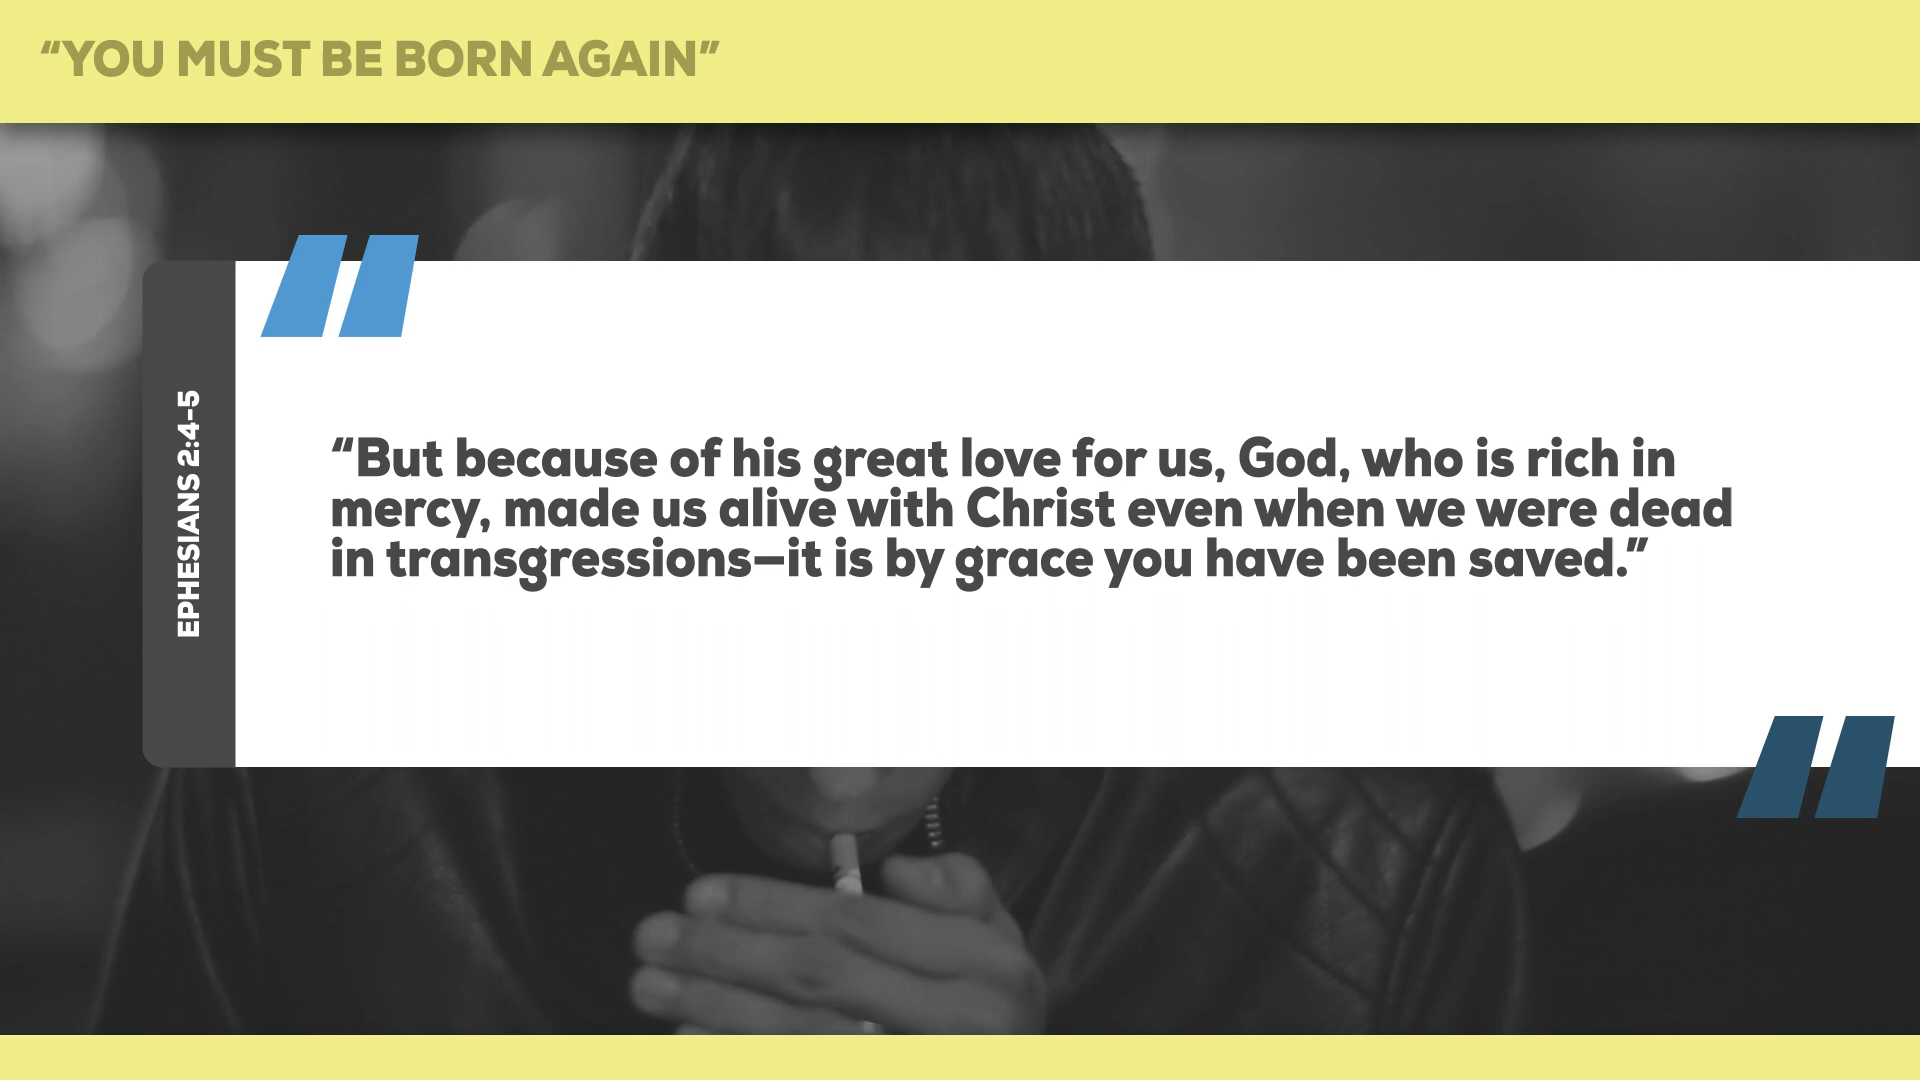 “YOU MUST BE BORN AGAIN”
EPHESIANS 2:4-5
“But because of his great love for us, God, who is rich in
mercy, made us alive with Christ even when we were dead
in transgressions—it is by grace you have been saved.”